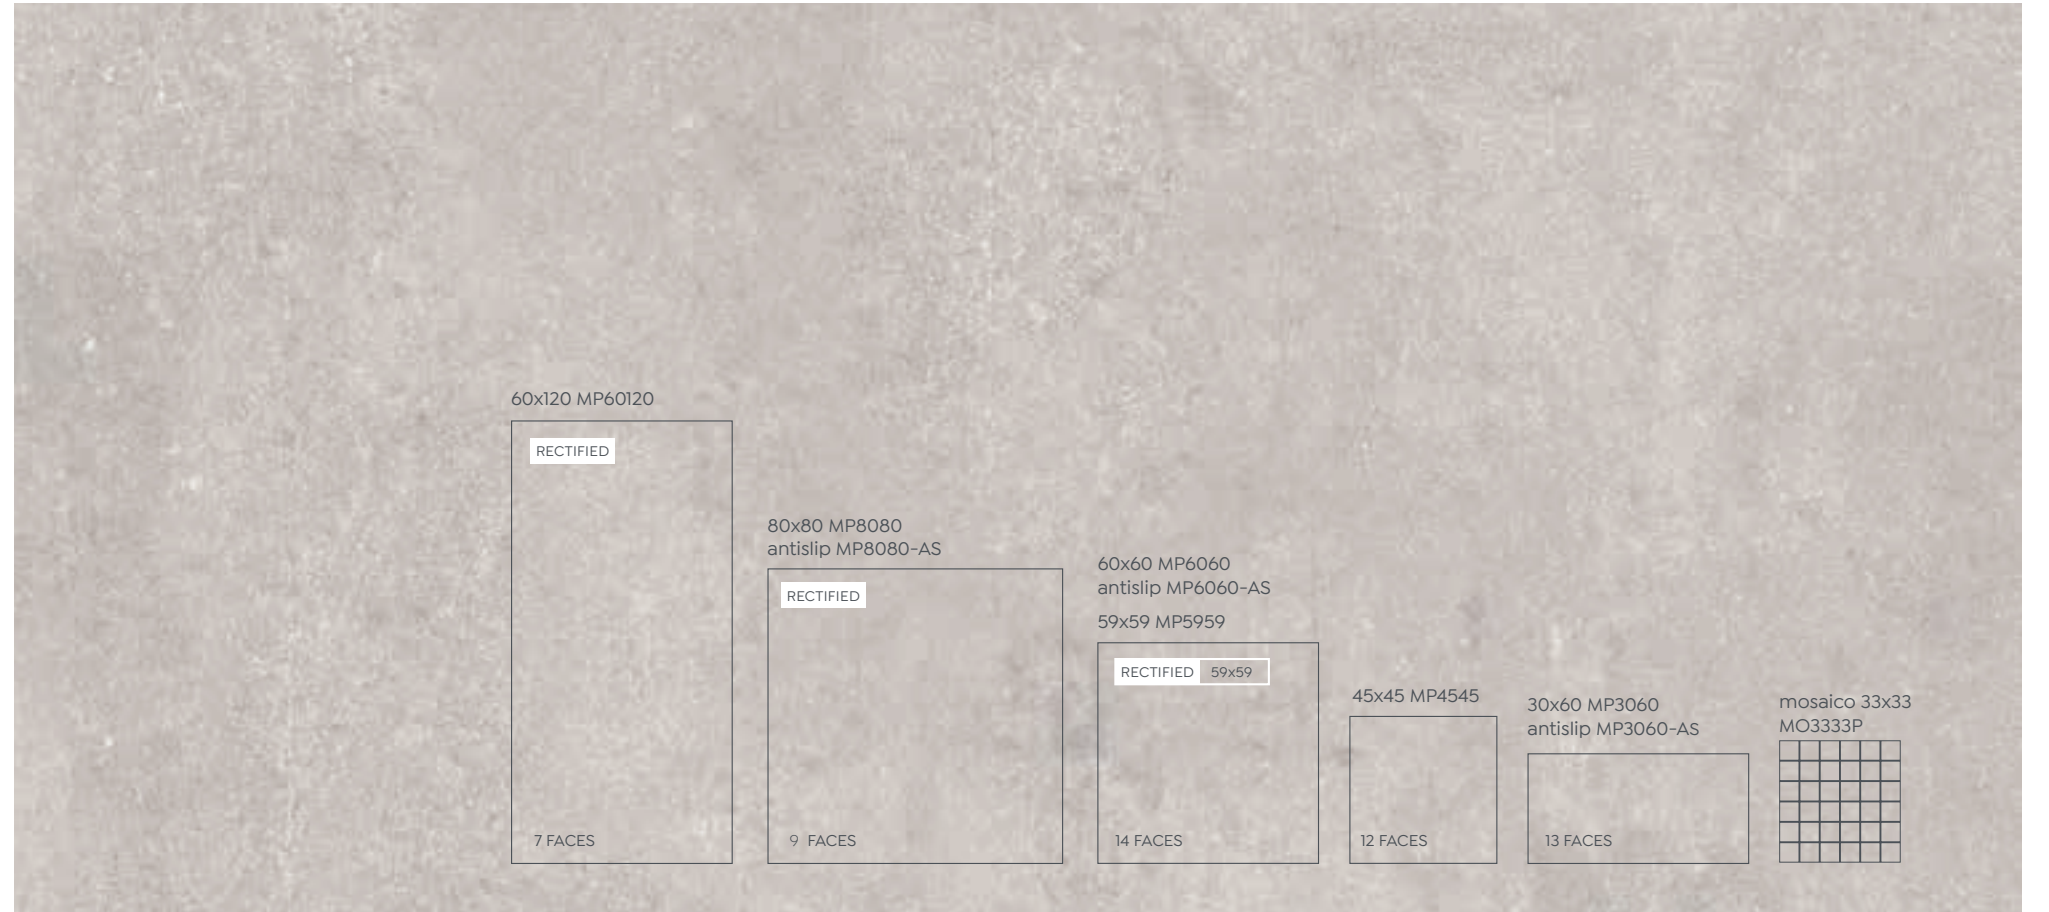 60x120 MP60120
RECTIFIED
7 FACES
80x80 MP8080
antislip MP8080-AS
RECTIFIED
9 FACES
60x60 MP6060
antislip MP6060-AS
59x59 MP5959
RECTIFIED 59x59
14 FACES
45x45 MP4545
12 FACES
30x60 MP3060
antislip MP3060-AS
13 FACES
mosaico 33x33
MO3333P